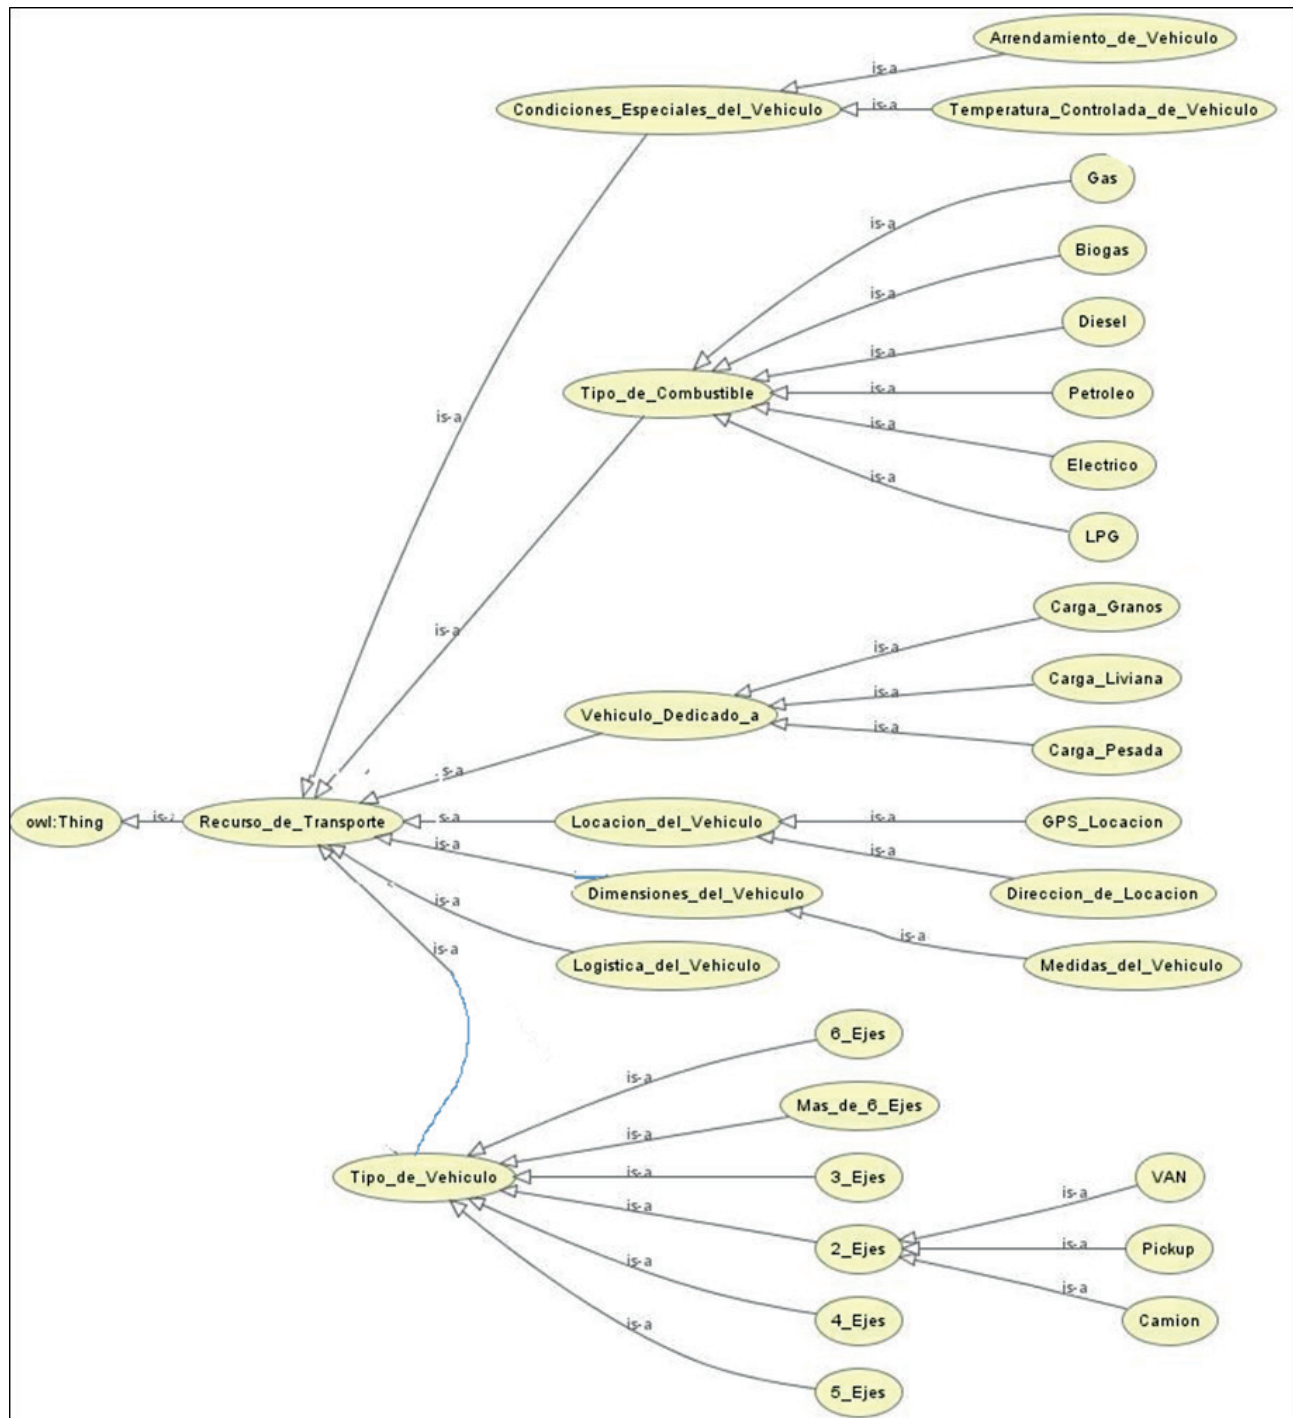 Arrendamiento_de_Vehiculo
is-a
Condiciones_Especiales_del_Vehiculo
is-a
Temperatura_Controlada_de_Vehiculo
Gas
is-a
Biogas
is-a
Diesel
is-a
Tipo_de_Combustible
is-a
Petroleo
is-a
is-a
Electrico
is-a
LPG
Carga_Granos
is-a
is-a
Carga_Liviana
is-a
Vehiculo_Dedicado_a
is-a
Carga_Pesada
s-a
owl:Thing
is-a
Recurso_de_Transporte
s-a
Locacion_del_Vehiculo
is-a
GPS_Locacion
is-a
is-a
Dimensiones_del_Vehiculo
Direccion_de_Locacion
is-a
is-a
is-a
Logistica_del_Vehiculo
Medidas_del_Vehiculo
6_Ejes
is-a
Mas_de_6_Ejes
is-a
Tipo_de_Vehiculo
is-a
3_Ejes
VAN
is-a
is-a
2_Ejes
is-a
Pickup
is-a
is-a
4_Ejes
Camion
is-a
5_Ejes